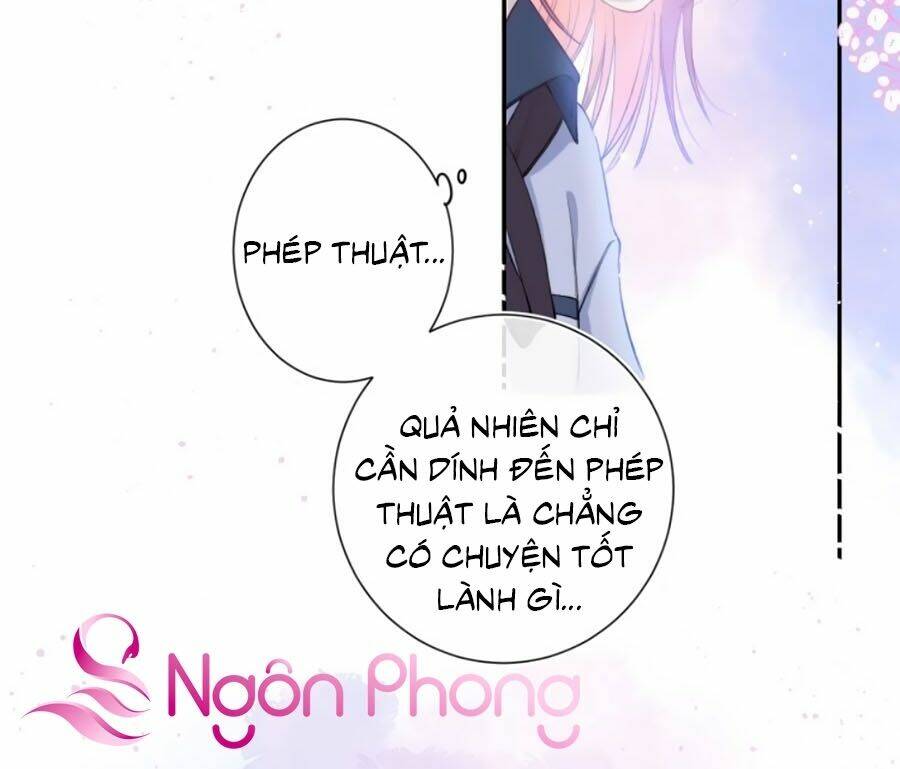 PHÉP THUẬT...
QUẢ NHIÊN CHỈ
CẦN DÍNH ĐẾN PHÉP
THUẬT LÀ CHẲNG
CÓ CHUYỆN TỐT
LÀNH GÌ...
Ngôn Phong